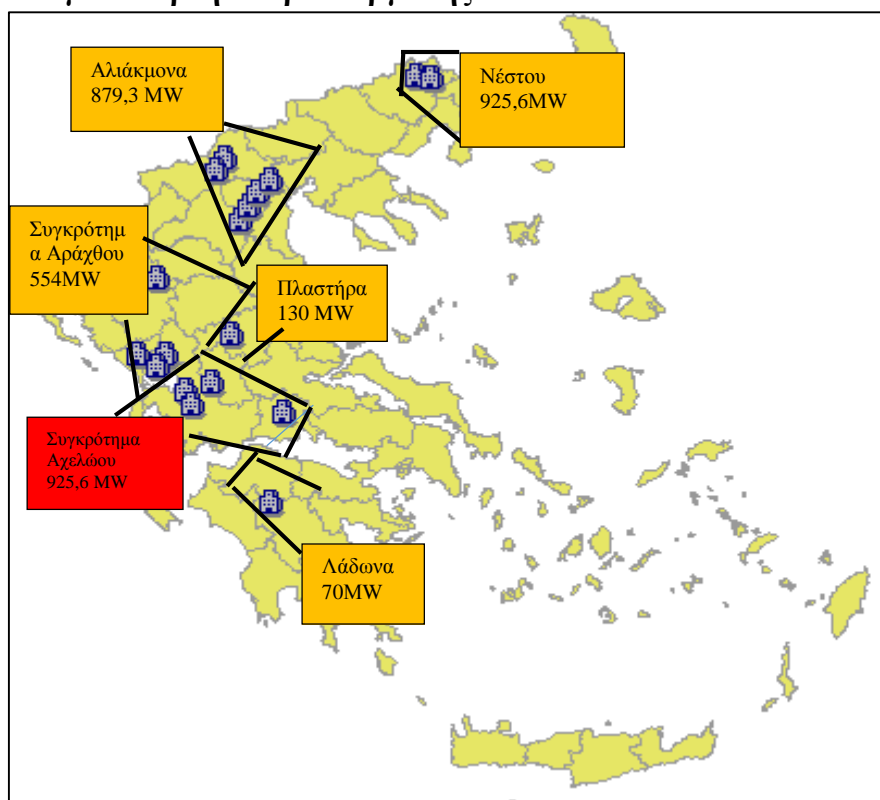 Αλιάκμονα
879,3 MW
Νέστου
925,6MW
Συγκρότημ
α Αράχθου
554MW
Πλαστήρα
130 MW
Συγκρότημα
Αχελώου
925,6 MW
Λάδωνα
70MW